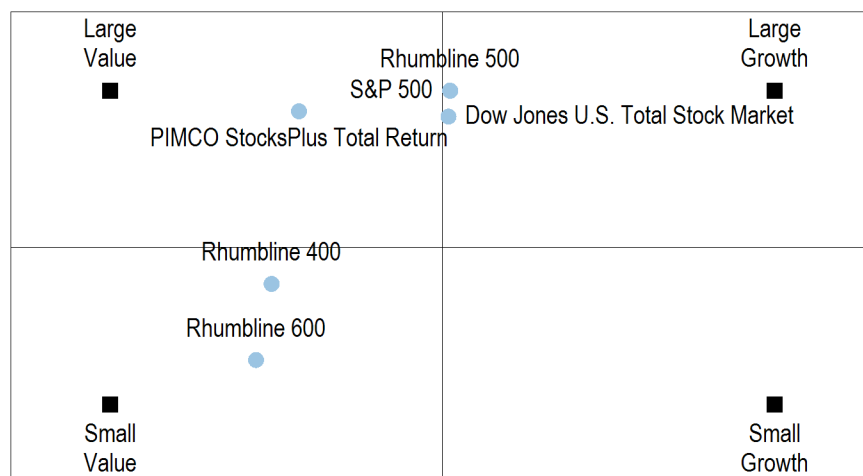 Large
Value
Large
Growth
Rhumbline 500
S&P 500
Dow Jones U.S. Total Stock Market
PIMCO StocksPlus Total Return
Rhumbline 400
Rhumbline 600
Small
Value
Small
Growth